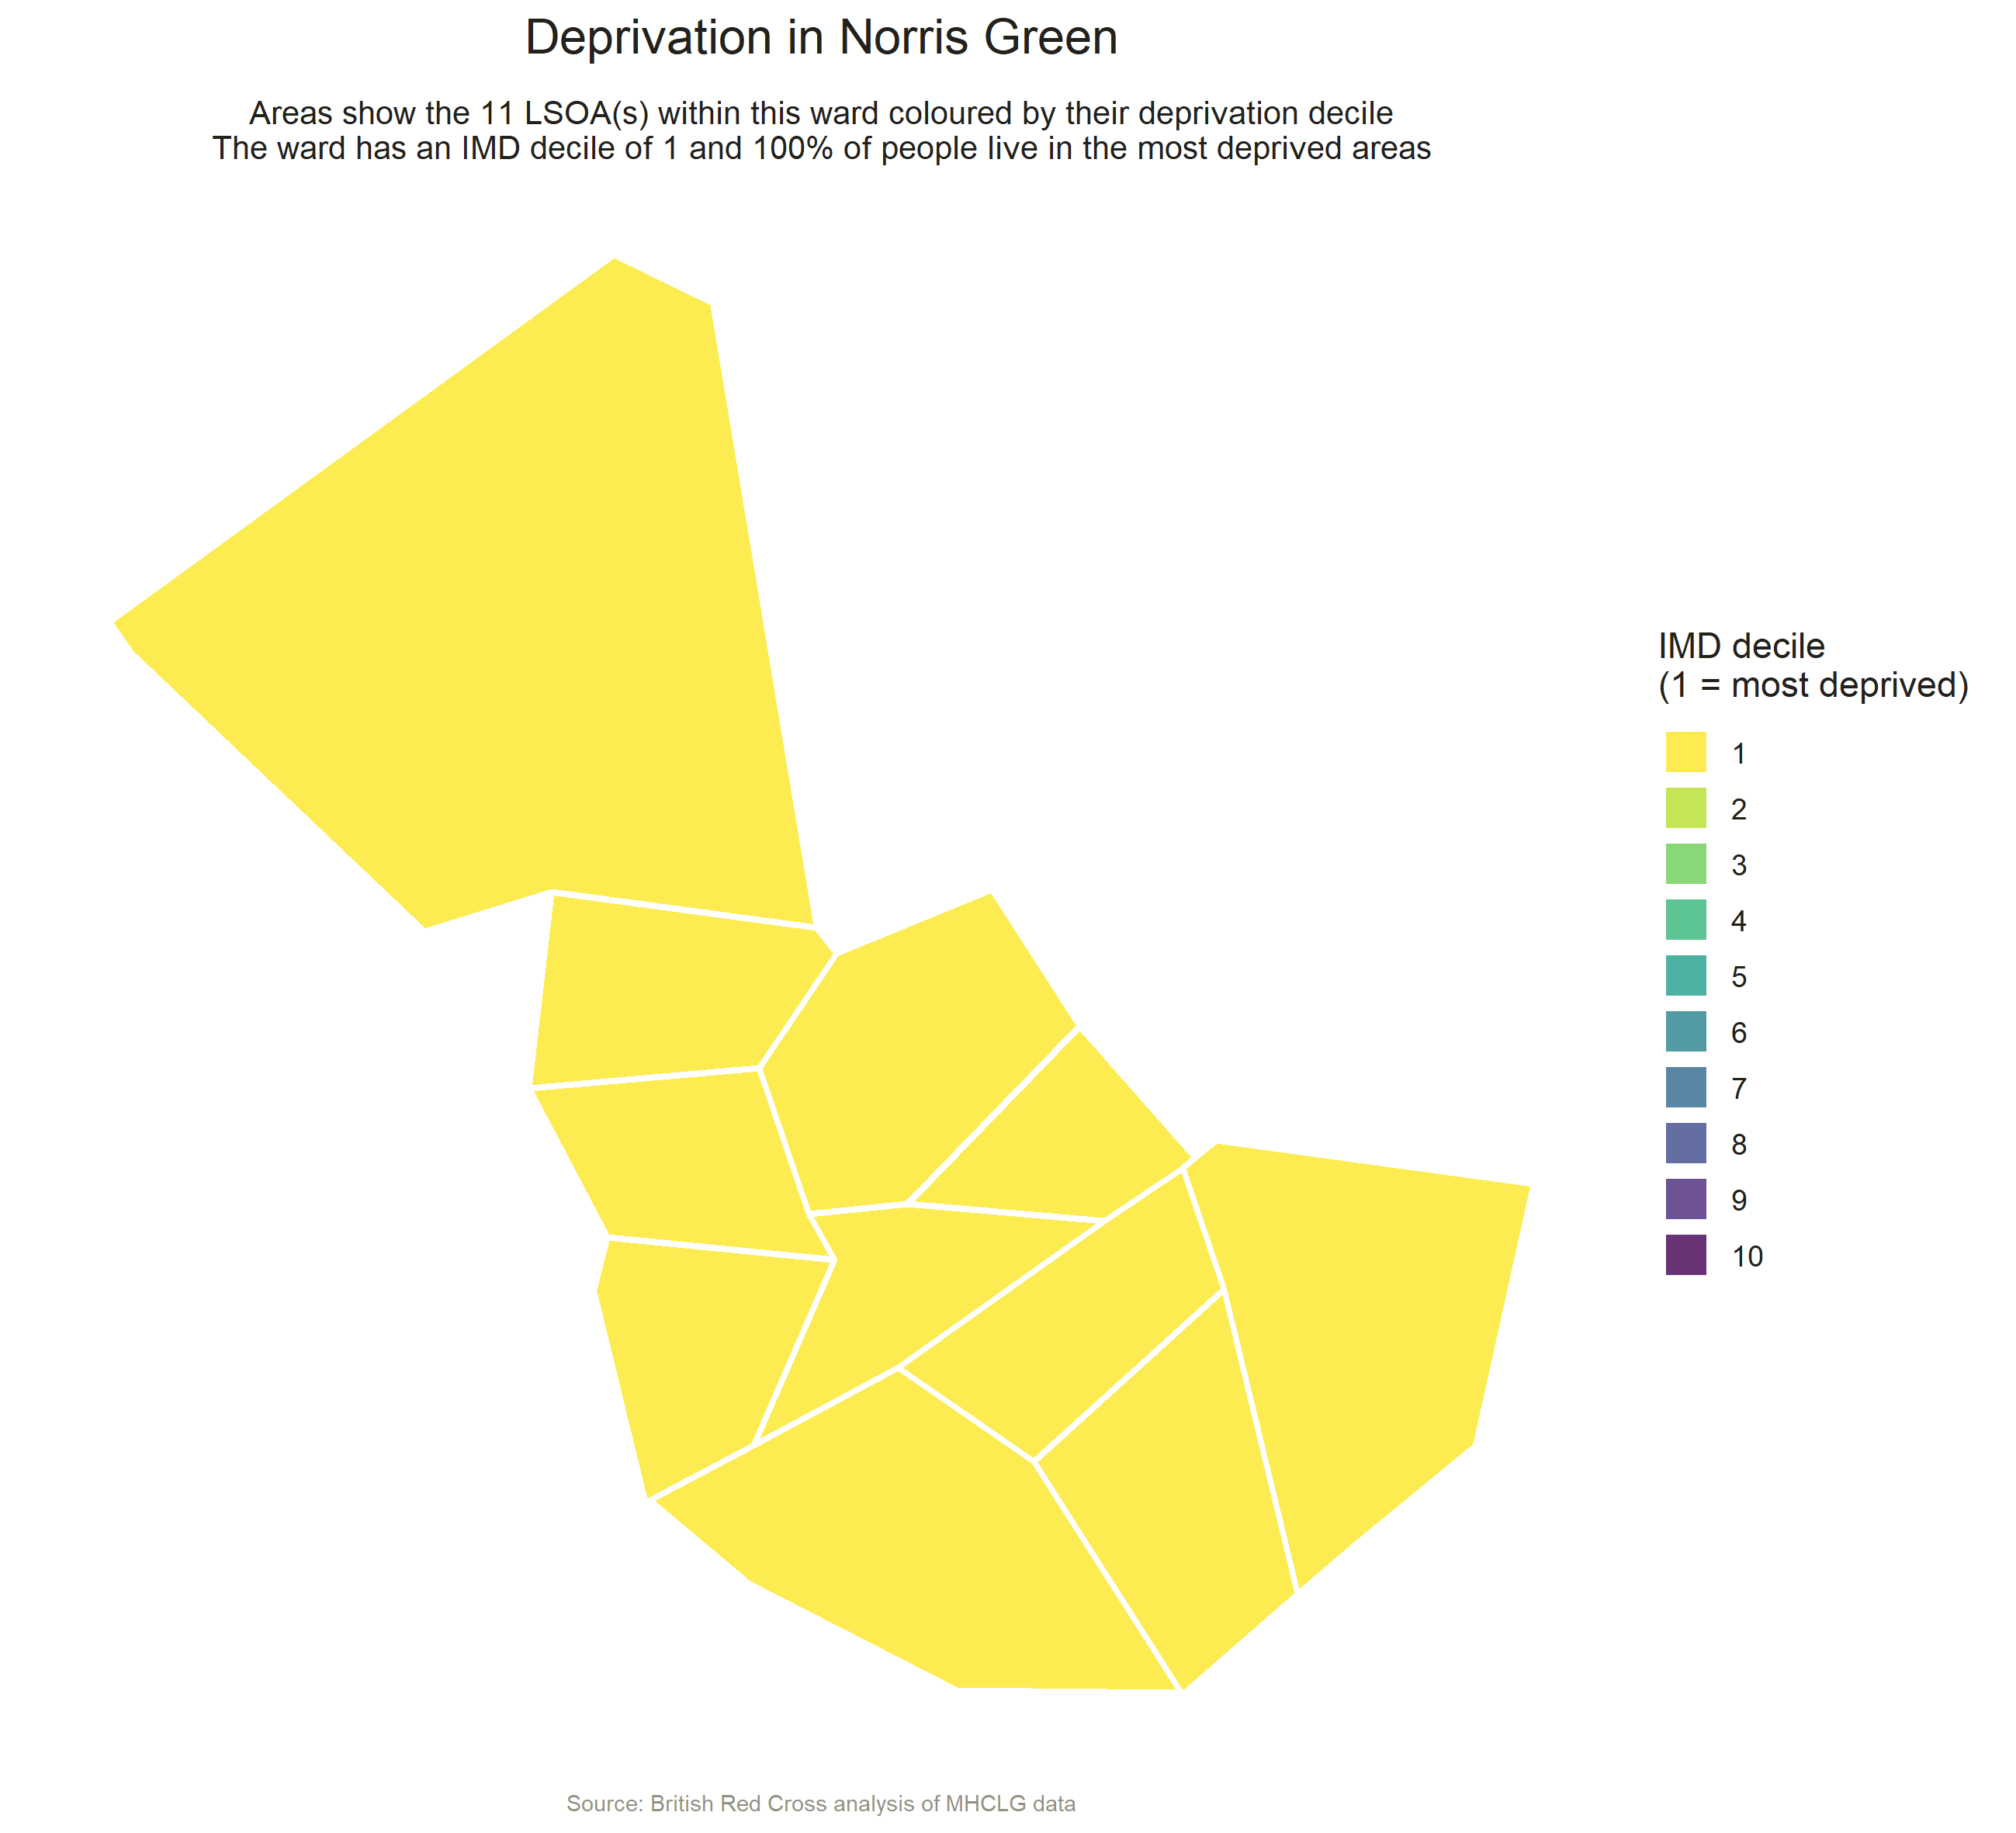 Deprivation in Norris Green
Areas show the 11 LSOA(s) within this ward coloured by their deprivation decile
The ward has an IMD decile of 1 and 100% of people live in the most deprived areas
IMD decile
(1 = most deprived)
1
2
3
4
5
6
7
8
9
10
Source: British Red Cross analysis of MHCLG data